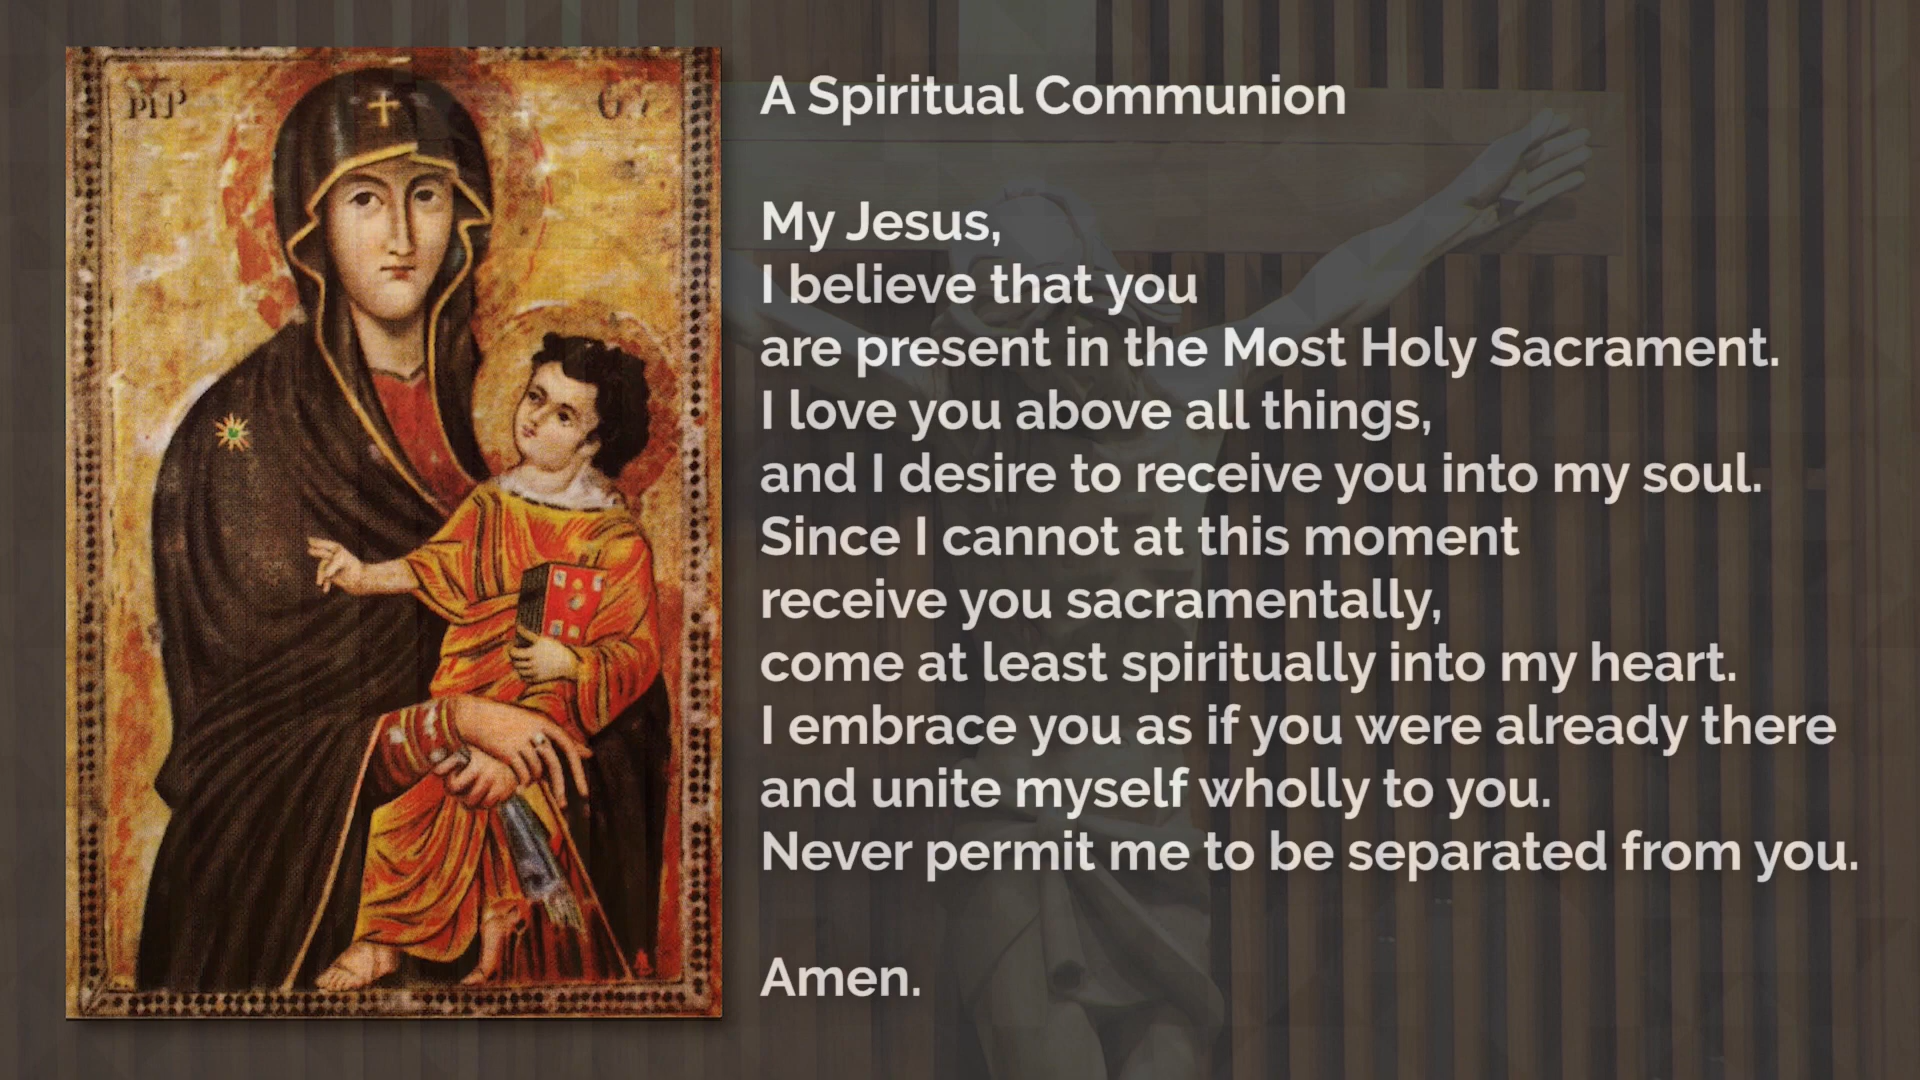 A Spiritual Communion
My Jesus,
I believe that you
are present in the Most Holy Sacrament.
I love you above all things,
and I desire to receive you into my soul.
Since I cannot at this moment
receive you sacramentally,
come at least spiritually into my heart.
I embrace you as if you were already there
and unite myself wholly to you.
Never permit me to be separated from you.
Amen.